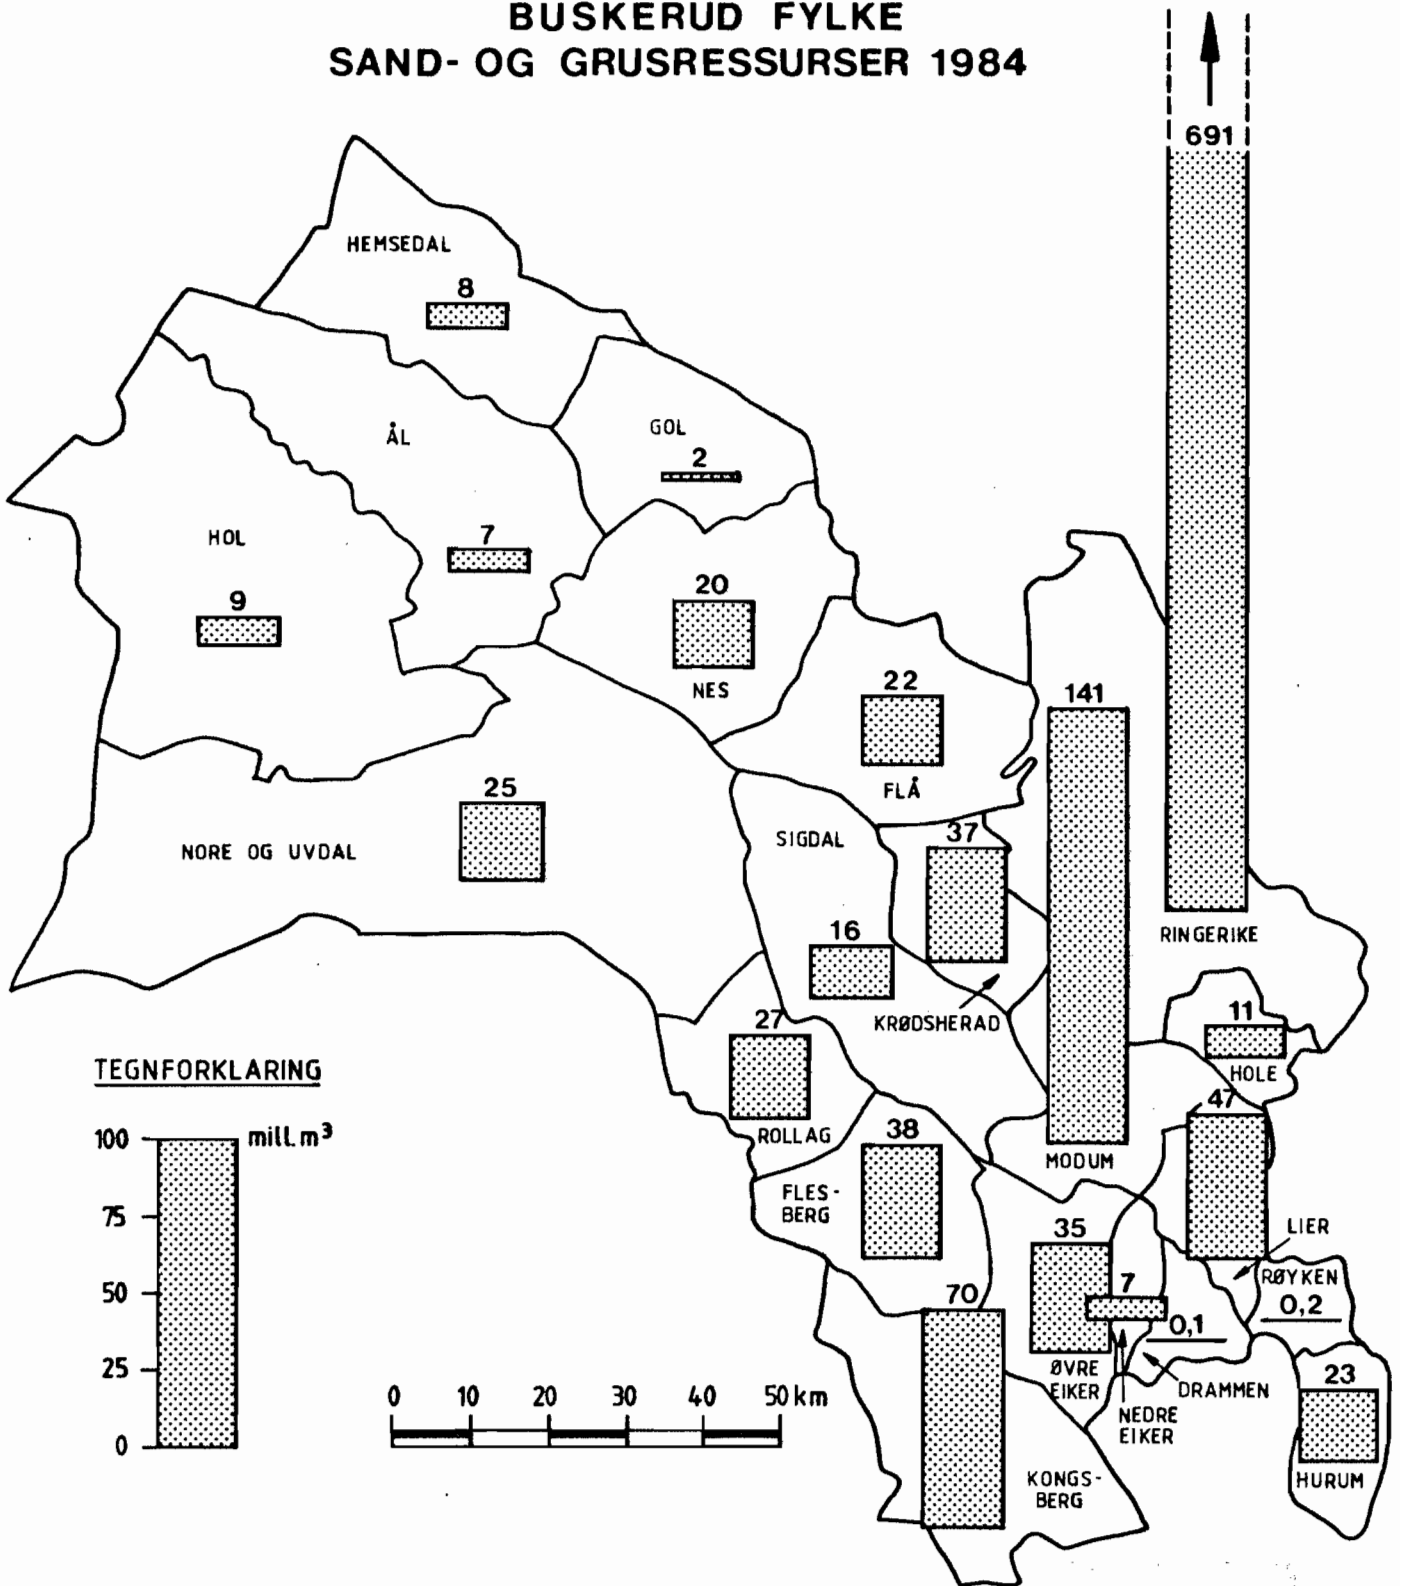 BUSKERUD FYLKE
SAND- OG GRUSRESSURSER 1984
691
HEMSEDAL
8
ÅL
7
GOL
2
HOL
9
20
NES
22
FLÅ
141
25
NORE OG UVDAL
SIGDAL
16
37
KRØDSHERAD
RINGERIKE
11
HOLE
27
ROLLAG
47
LIER
MODUM
38
FLES-
BERG
35
ØVRE
EIKER
7
NEDRE
EIKER
0,1
DRAMMEN
RØYKEN
0,2
23
HURUM
70
KONGS-
BERG
TEGNFORKLARING
100
mill. m³
75
50
25
0
0 10 20 30 40 50 km